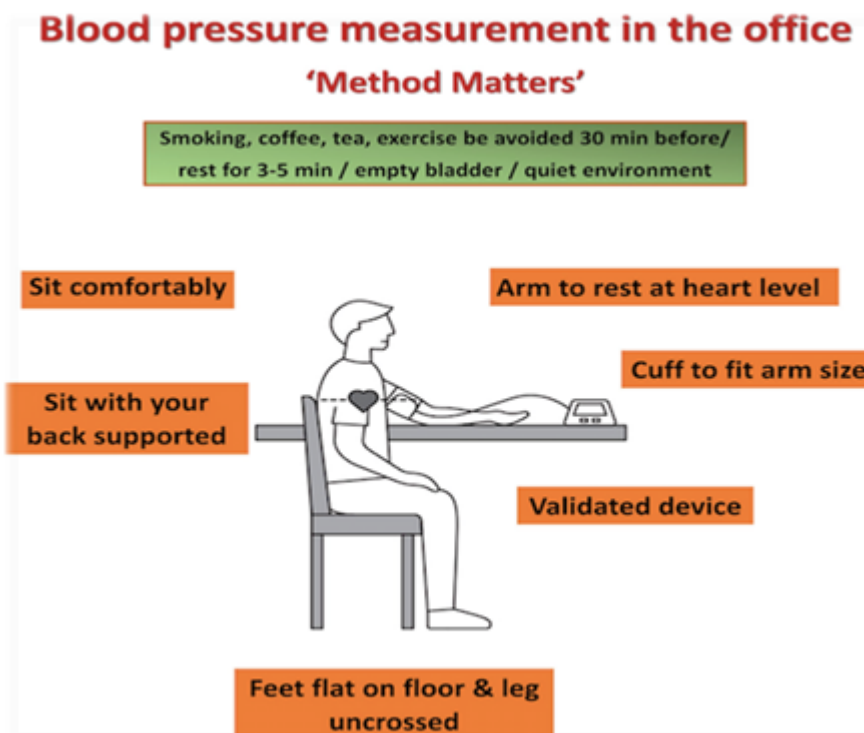 Blood pressure measurement in the office
‘Method Matters’
Smoking, coffee, tea, exercise be avoided 30 min before/
rest for 3-5 min / empty bladder / quiet environment
Sit comfortably
Arm to rest at heart level
Cuff to fit arm size
Sit with your
back supported
Validated device
Feet flat on floor & leg
uncrossed